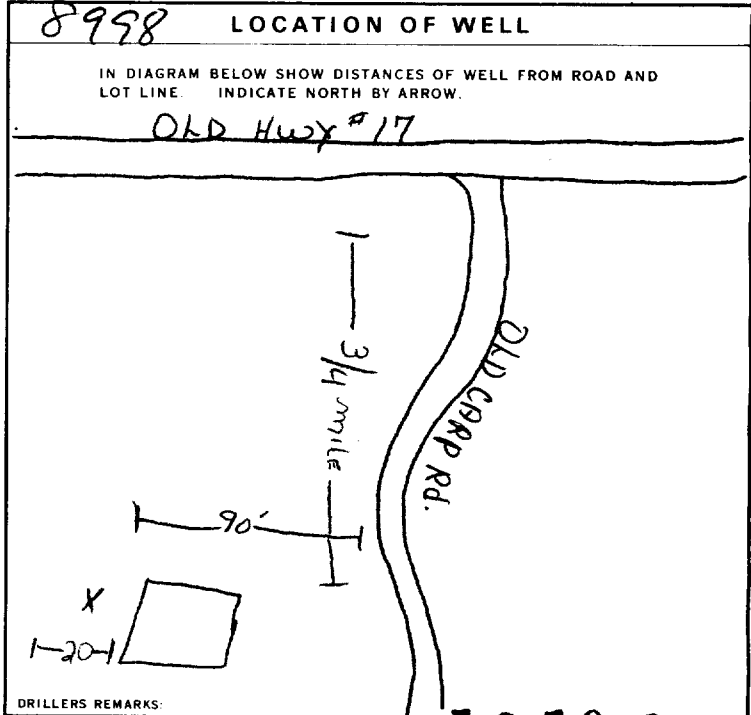 8998 LOCATION OF WELL
IN DIAGRAM BELOW SHOW DISTANCES OF WELL FROM ROAD AND
LOT LINE. INDICATE NORTH BY ARROW.
OLD HWY #17
3/4 mile
OLD CARP Rd.
90'
X
20
DRILLERS REMARKS: